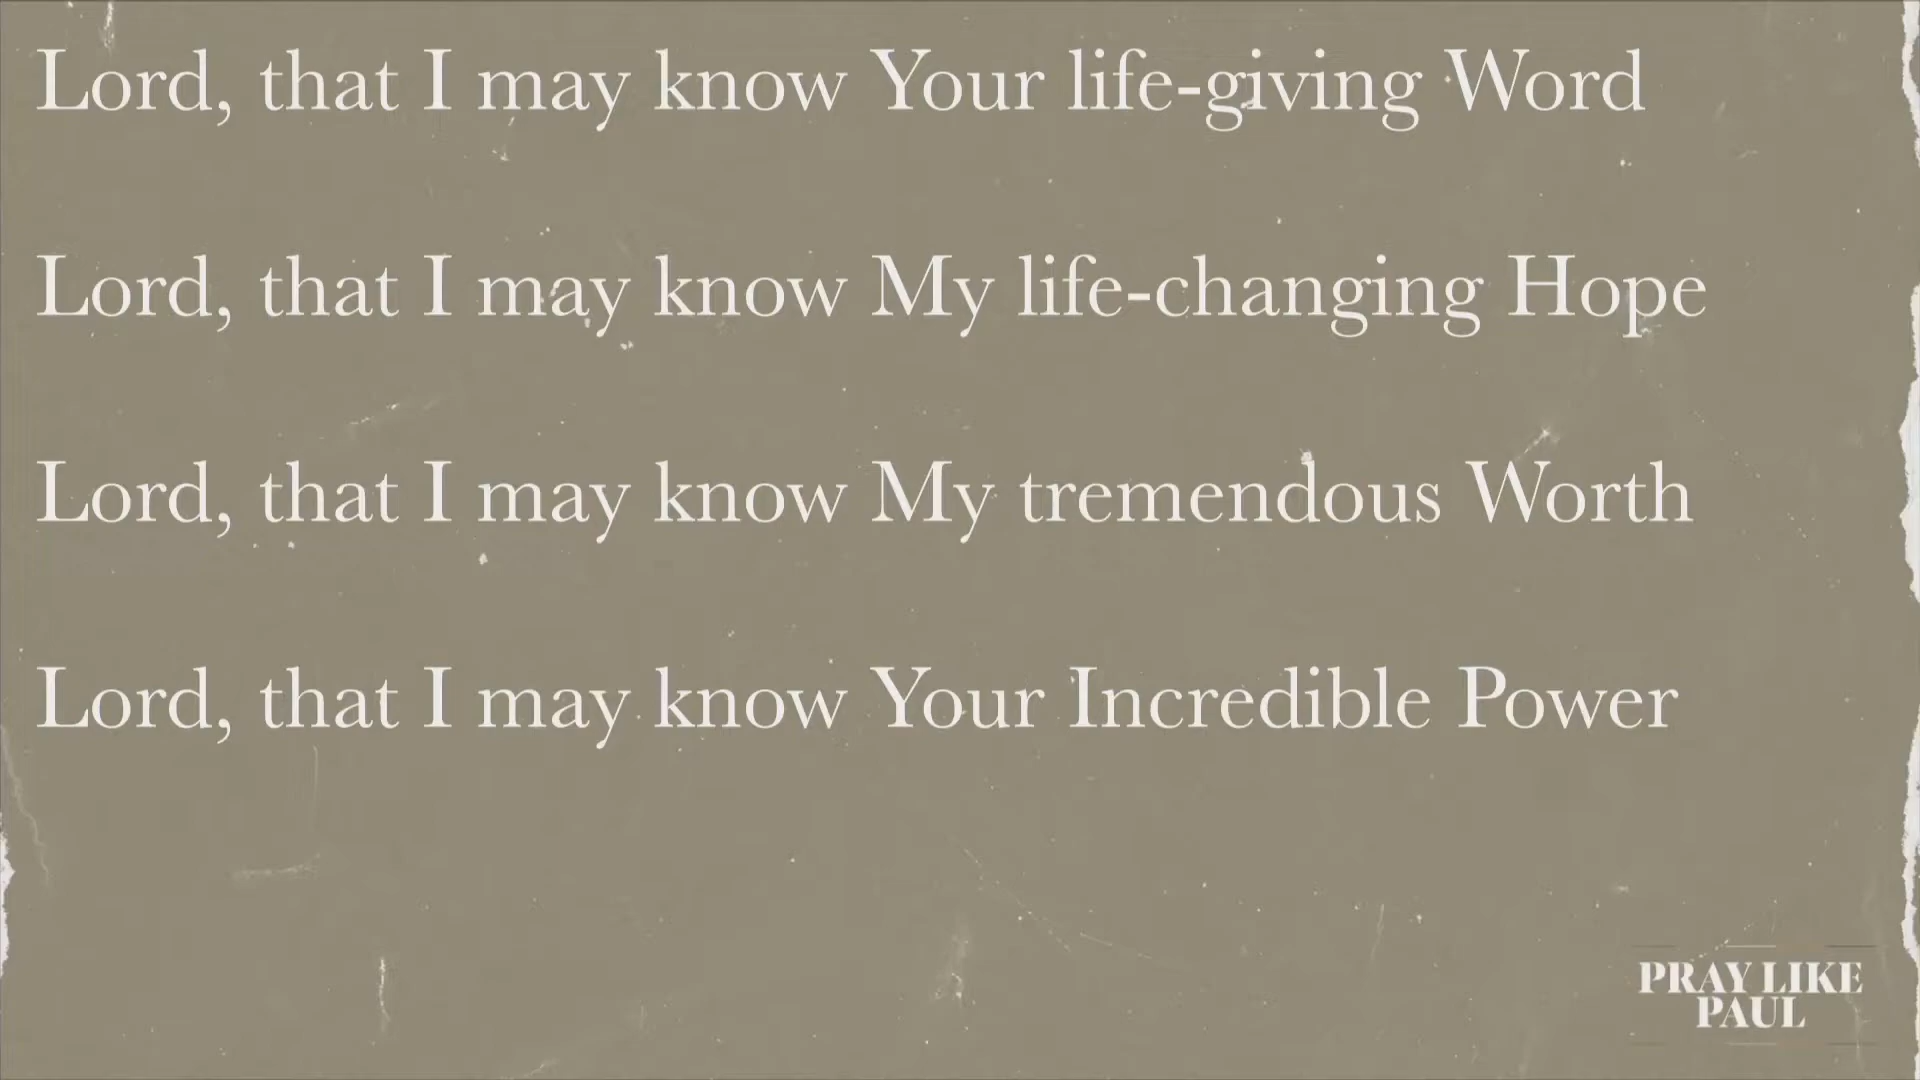 Lord, that I may know Your life-giving Word
Lord, that I may know My life-changing Hope
Lord, that I may know My tremendous Worth
Lord, that I may know Your Incredible Power
PRAY LIKE
PAUL